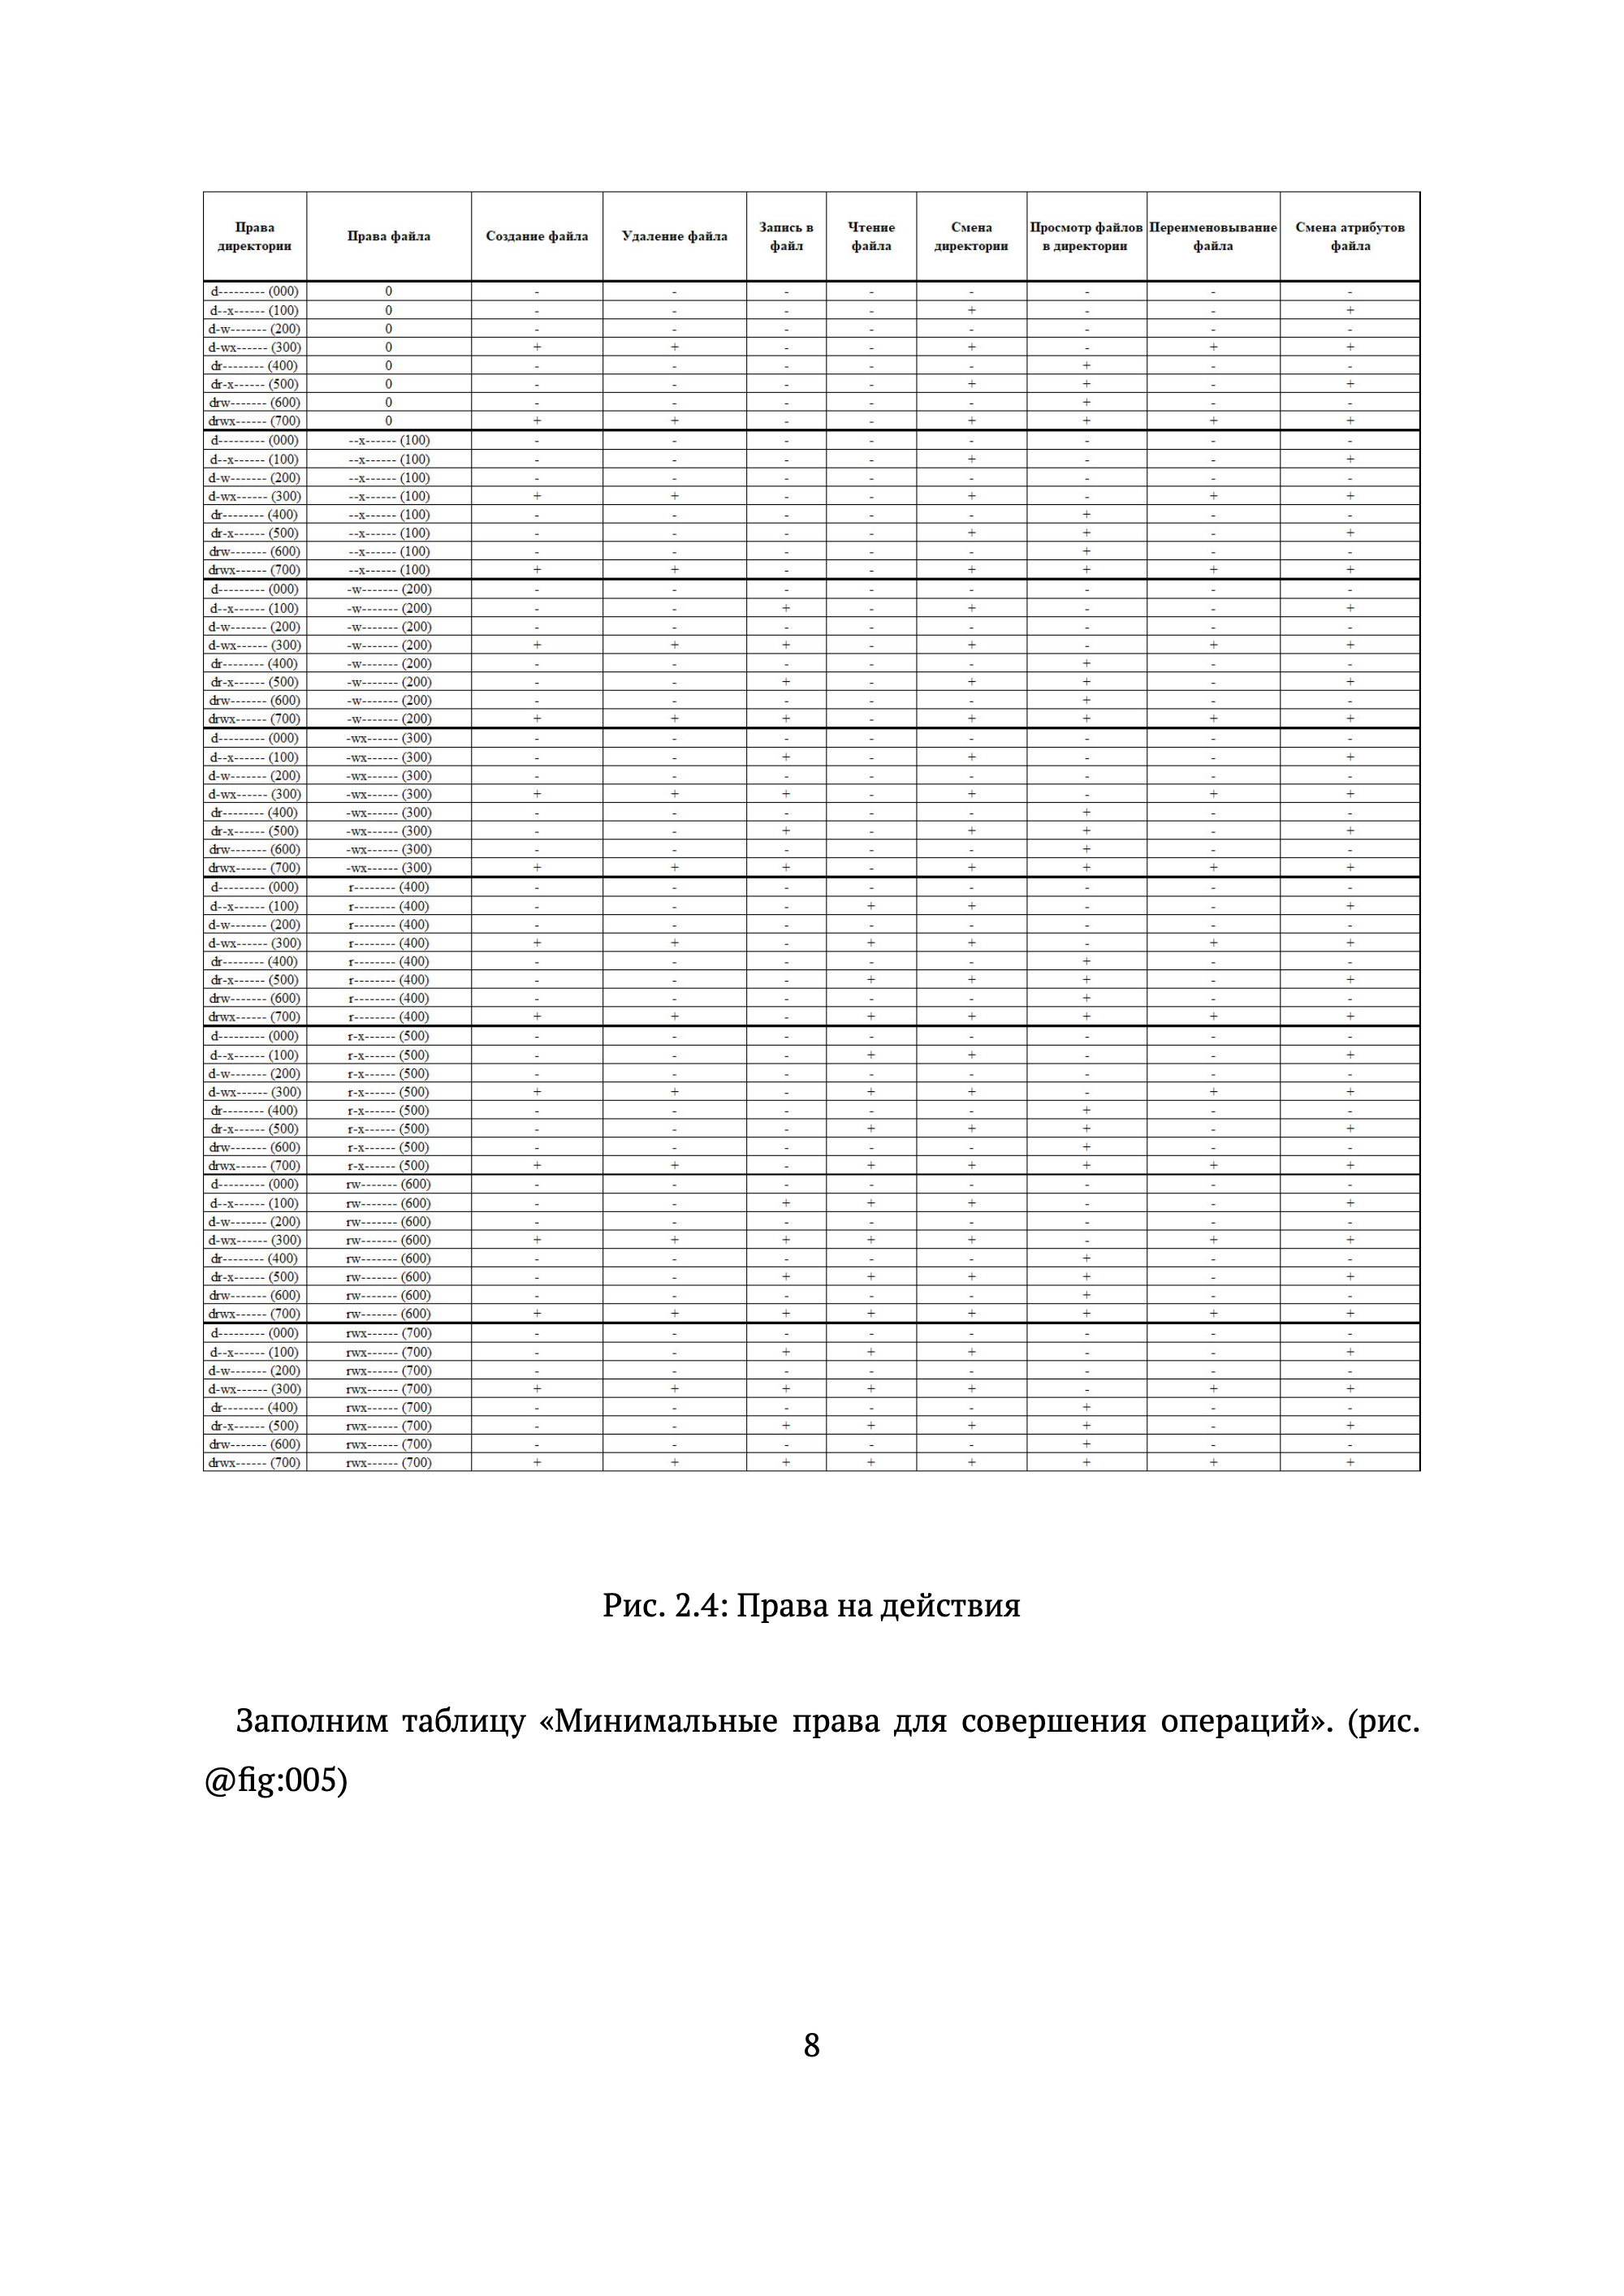 Права директории Права файла Создание файла Удаление файла Запись в файл Чтение файла Смена директории Просмотр файлов в директории Переименовывание файла Смена атрибутов файла
d--------- (000) 0 - - - - - - - -
d--x------ (100) 0 - - - - + - - +
d-w------- (200) 0 - - - - - - - -
d-wx------ (300) 0 + + - - + - + +
dr-------- (400) 0 - - - - - + - -
dr-x------ (500) 0 - - - - + + - +
drw------- (600) 0 - - - - - + - -
drwx------ (700) 0 + + - - + + + +
d--------- (000) --x------ (100) - - - - - - - -
d--x------ (100) --x------ (100) - - - - + - - +
d-w------- (200) --x------ (100) - - - - - - - -
d-wx------ (300) --x------ (100) + + - - + - + +
dr-------- (400) --x------ (100) - - - - - + - -
dr-x------ (500) --x------ (100) - - - - + + - +
drw------- (600) --x------ (100) - - - - - + - -
drwx------ (700) --x------ (100) + + - - + + + +
d--------- (000) -w------- (200) - - - - - - - -
d--x------ (100) -w------- (200) - - + - + - - +
d-w------- (200) -w------- (200) - - - - - - - -
d-wx------ (300) -w------- (200) + + + - + - + +
dr-------- (400) -w------- (200) - - - - - + - -
dr-x------ (500) -w------- (200) - - + - + + - +
drw------- (600) -w------- (200) - - - - - + - -
drwx------ (700) -w------- (200) + + + - + + + +
d--------- (000) -wx------ (300) - - - - - - - -
d--x------ (100) -wx------ (300) - - + - + - - +
d-w------- (200) -wx------ (300) - - - - - - - -
d-wx------ (300) -wx------ (300) + + + - + - + +
dr-------- (400) -wx------ (300) - - - - - + - -
dr-x------ (500) -wx------ (300) - - + - + + - +
drw------- (600) -wx------ (300) - - - - - + - -
drwx------ (700) -wx------ (300) + + + - + + + +
d--------- (000) r-------- (400) - - - - - - - -
d--x------ (100) r-------- (400) - - - + + - - +
d-w------- (200) r-------- (400) - - - - - - - -
d-wx------ (300) r-------- (400) + + - + + - + +
dr-------- (400) r-------- (400) - - - - - + - -
dr-x------ (500) r-------- (400) - - - + + + - +
drw------- (600) r-------- (400) - - - - - + - -
drwx------ (700) r-------- (400) + + - + + + + +
d--------- (000) r-x------ (500) - - - - - - - -
d--x------ (100) r-x------ (500) - - - + + - - +
d-w------- (200) r-x------ (500) - - - - - - - -
d-wx------ (300) r-x------ (500) + + - + + - + +
dr-------- (400) r-x------ (500) - - - - - + - -
dr-x------ (500) r-x------ (500) - - - + + + - +
drw------- (600) r-x------ (500) - - - - - + - -
drwx------ (700) r-x------ (500) + + - + + + + +
d--------- (000) rw------- (600) - - - - - - - -
d--x------ (100) rw------- (600) - - + + + - - +
d-w------- (200) rw------- (600) - - - - - - - -
d-wx------ (300) rw------- (600) + + + + + - + +
dr-------- (400) rw------- (600) - - - - - + - -
dr-x------ (500) rw------- (600) - - + + + + - +
drw------- (600) rw------- (600) - - - - - + - -
drwx------ (700) rw------- (600) + + + + + + + +
d--------- (000) rwx------ (700) - - - - - - - -
d--x------ (100) rwx------ (700) - - + + + - - +
d-w------- (200) rwx------ (700) - - - - - - - -
d-wx------ (300) rwx------ (700) + + + + + - + +
dr-------- (400) rwx------ (700) - - - - - + - -
dr-x------ (500) rwx------ (700) - - + + + + - +
drw------- (600) rwx------ (700) - - - - - + - -
drwx------ (700) rwx------ (700) + + + + + + + +
Рис. 2.4: Права на действия
Заполним таблицу «Минимальные права для совершения операций». (рис.
@fig:005)
8